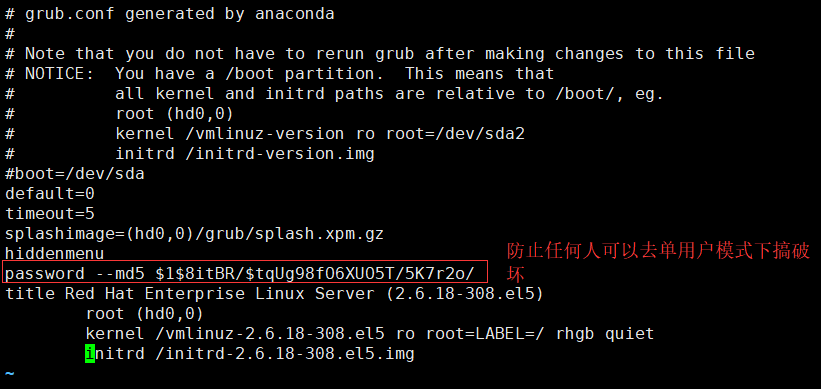 # grub.conf generated by anaconda
#
# Note that you do not have to rerun grub after making changes to this file
# NOTICE:  You have a /boot partition.  This means that
#          all kernel and initrd paths are relative to /boot/, eg.
#          root (hd0,0)
#          kernel /vmlinuz-version ro root=/dev/sda2
#          initrd /initrd-version.img
#boot=/dev/sda
default=0
timeout=5
splashimage=(hd0,0)/grub/splash.xpm.gz
hiddenmenu
password --md5 $1$8itBR/$tqUg98fO6XUO5T/5K7r2o/
防止任何人可以去单用户模式下搞破
坏
title Red Hat Enterprise Linux Server (2.6.18-308.el5)
        root (hd0,0)
        kernel /vmlinuz-2.6.18-308.el5 ro root=LABEL=/ rhgb quiet
        initrd /initrd-2.6.18-308.el5.img
~